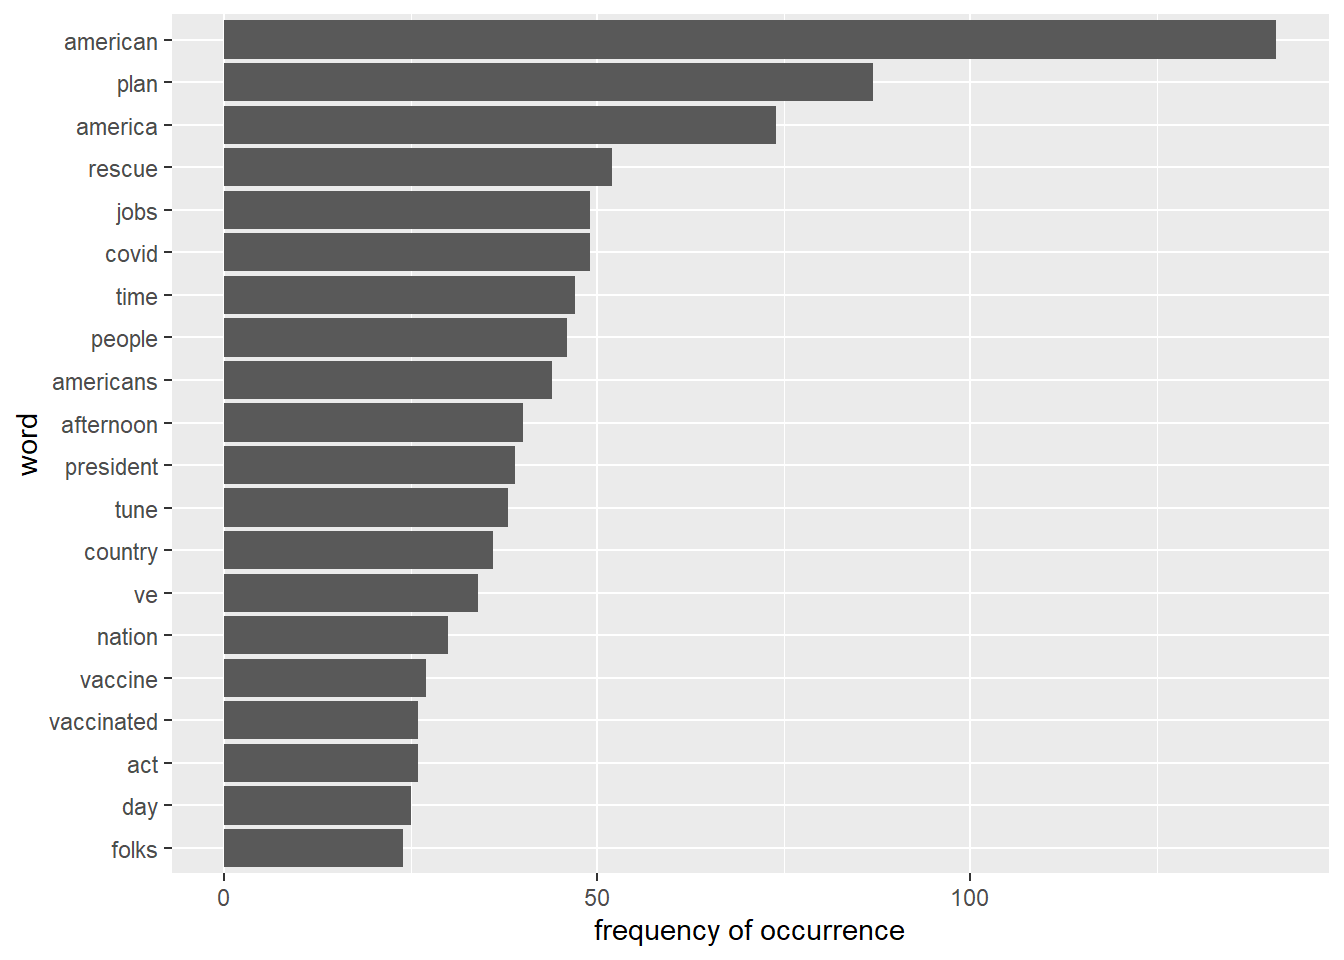 american
plan
america
rescue
jobs
covid
time
people
americans
afternoon
president
tune
country
ve
nation
vaccine
vaccinated
act
day
folks
word
0 50 100
frequency of occurrence